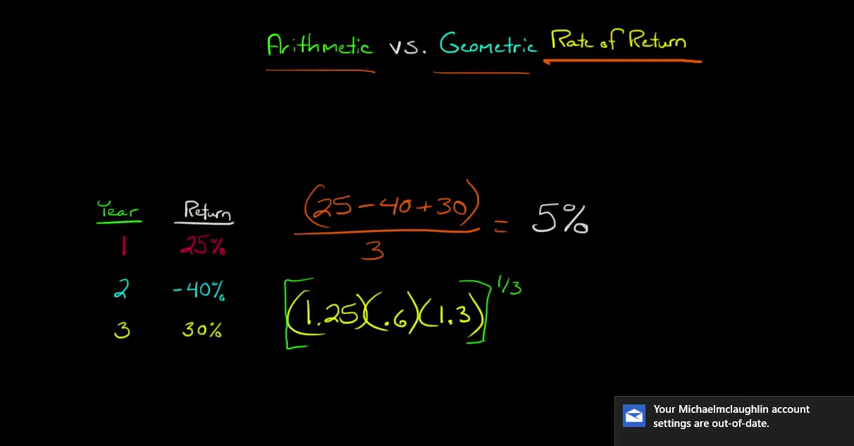 Arithmetic vs. Geometric Rate of Return
Year Return
1 25%
2 -40%
3 30%
(25 - 40 + 30)
3
= 5%
[(1.25)(.6)(1.3)]^1/3
Your Michaelmclaughlin account
settings are out-of-date.